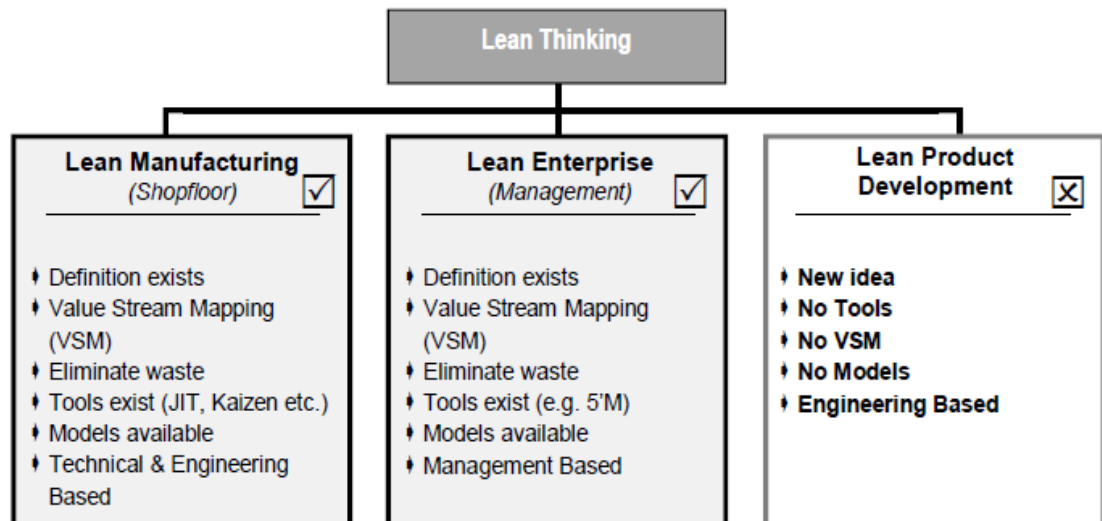 Lean Thinking
Lean Manufacturing
(Shopfloor)
Definition exists
Value Stream Mapping
(VSM)
Eliminate waste
Tools exist (JIT, Kaizen etc.)
Models available
Technical & Engineering
Based
Lean Enterprise
(Management)
Definition exists
Value Stream Mapping
(VSM)
Eliminate waste
Tools exist (e.g. 5'M)
Models available
Management Based
Lean Product
Development
New idea
No Tools
No VSM
No Models
Engineering Based